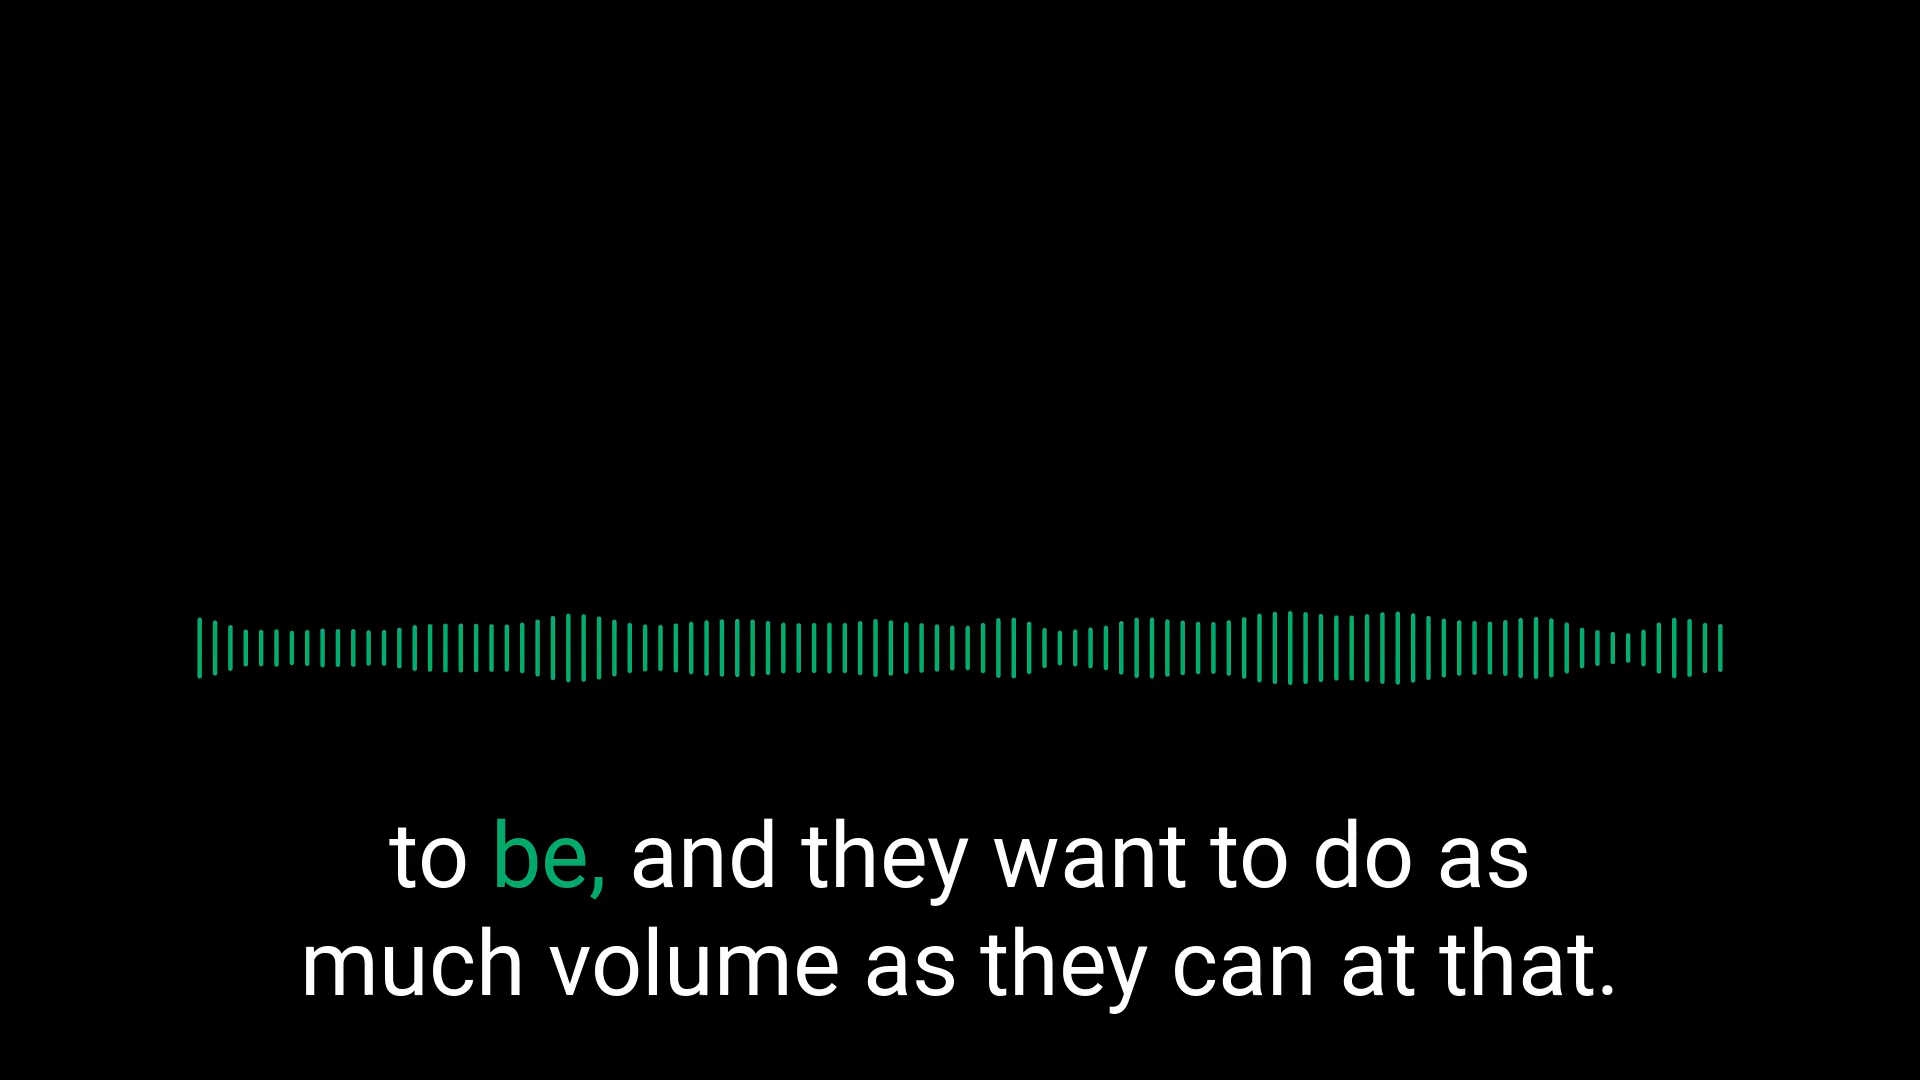 to be, and they want to do as
much volume as they can at that.